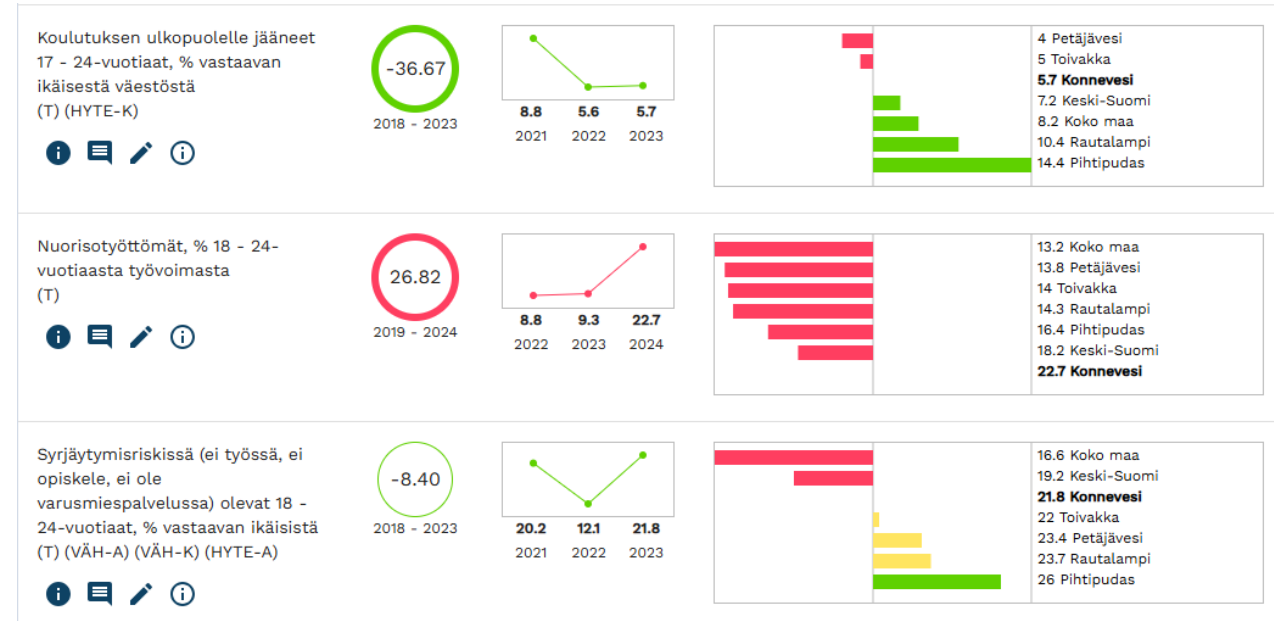 Koulutuksen ulkopuolelle jääneet
17 - 24-vuotiaat, % vastaavan
ikäisestä väestöstä
(T) (HYTE-K)
-36.67
2018 - 2023
8.8 5.6 5.7
2021 2022 2023
4 Petäjävesi
5 Toivakka
5.7 Konnevesi
7.2 Keski-Suomi
8.2 Koko maa
10.4 Rautalampi
14.4 Pihtipudas
Nuorisotyöttömät, % 18 - 24-
vuotiaasta työvoimasta
(T)
26.82
2019 - 2024
8.8 9.3 22.7
2022 2023 2024
13.2 Koko maa
13.8 Petäjävesi
14 Toivakka
14.3 Rautalampi
16.4 Pihtipudas
18.2 Keski-Suomi
22.7 Konnevesi
Syrjäytymisriskissä (ei työssä, ei
opiskele, ei ole
varusmiespalvelussa) olevat 18 -
24-vuotiaat, % vastaavan ikäisistä
(T) (VÄH-A) (VÄH-K) (HYTE-A)
-8.40
2018 - 2023
20.2 12.1 21.8
2021 2022 2023
16.6 Koko maa
19.2 Keski-Suomi
21.8 Konnevesi
22 Toivakka
23.4 Petäjävesi
23.7 Rautalampi
26 Pihtipudas